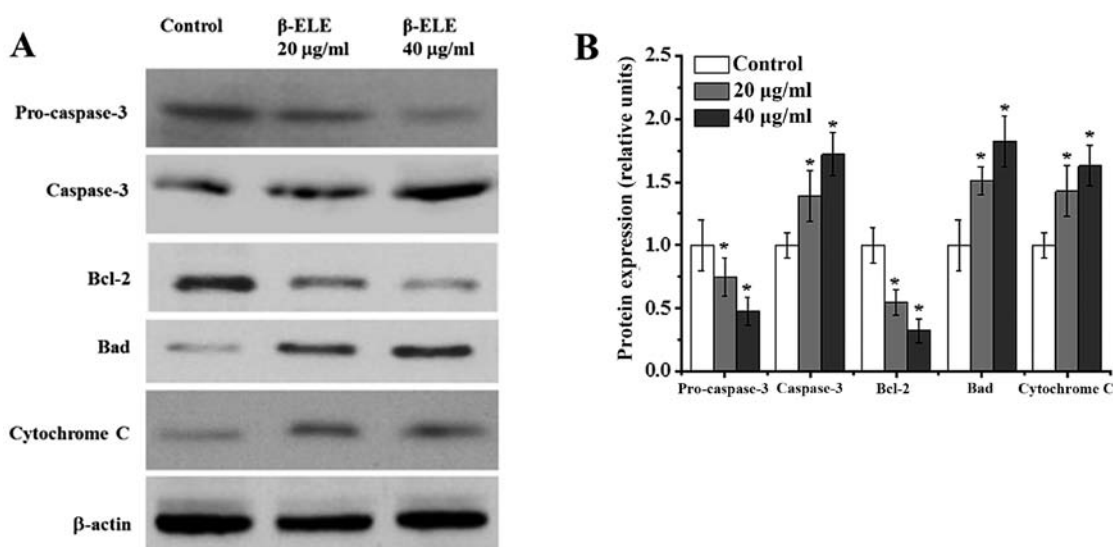 A
Control
β-ELE
20 μg/ml
β-ELE
40 μg/ml
Pro-caspase-3
Caspase-3
Bcl-2
Bad
Cytochrome C
β-actin
B
Protein expression (relative units)
2.5
2.0
1.5
1.0
0.5
0.0
Control
20 μg/ml
40 μg/ml
* * * * * * * * * *
Pro-caspase-3 Caspase-3 Bcl-2 Bad Cytochrome C